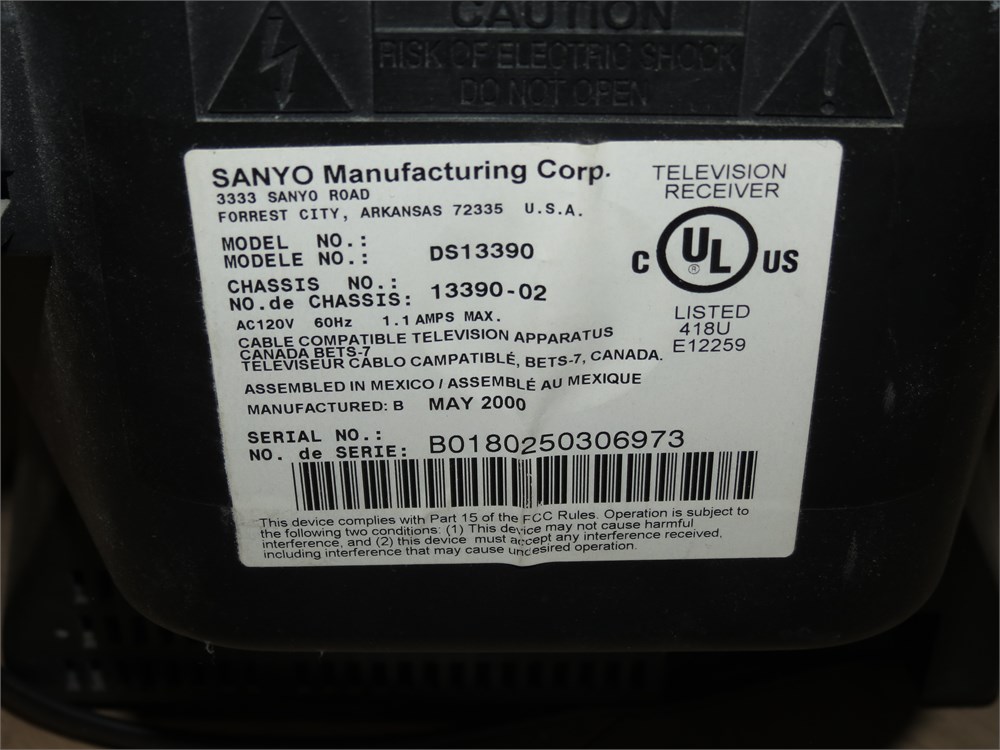 CAUTION
RISK OF ELECTRIC SHOCK
DO NOT OPEN
SANYO Manufacturing Corp.
3333 SANYO ROAD
FORREST CITY, ARKANSAS 72335 U.S.A.
TELEVISION
RECEIVER
MODEL NO.:
MODELE NO.: DS13390
CHASSIS NO.:
NO.de CHASSIS: 13390-02
C UL ® US
LISTED
418U
E12259
AC120V 60Hz 1.1 AMPS MAX.
CABLE COMPATIBLE TELEVISION APPARATUS
CANADA BETS-7
TÉLÉVISEUR CABLO CAMPATIBLÉ, BETS-7, CANADA.
ASSEMBLED IN MEXICO / ASSEMBLÉ AU MEXIQUE
MANUFACTURED: B MAY 2000
SERIAL NO.:
NO. de SERIE: B0180250306973
This device complies with Part 15 of the FCC Rules. Operation is subject to
the following two conditions: (1) This device may not cause harmful
interference, and (2) this device must accept any interference received,
including interference that may cause undesired operation.